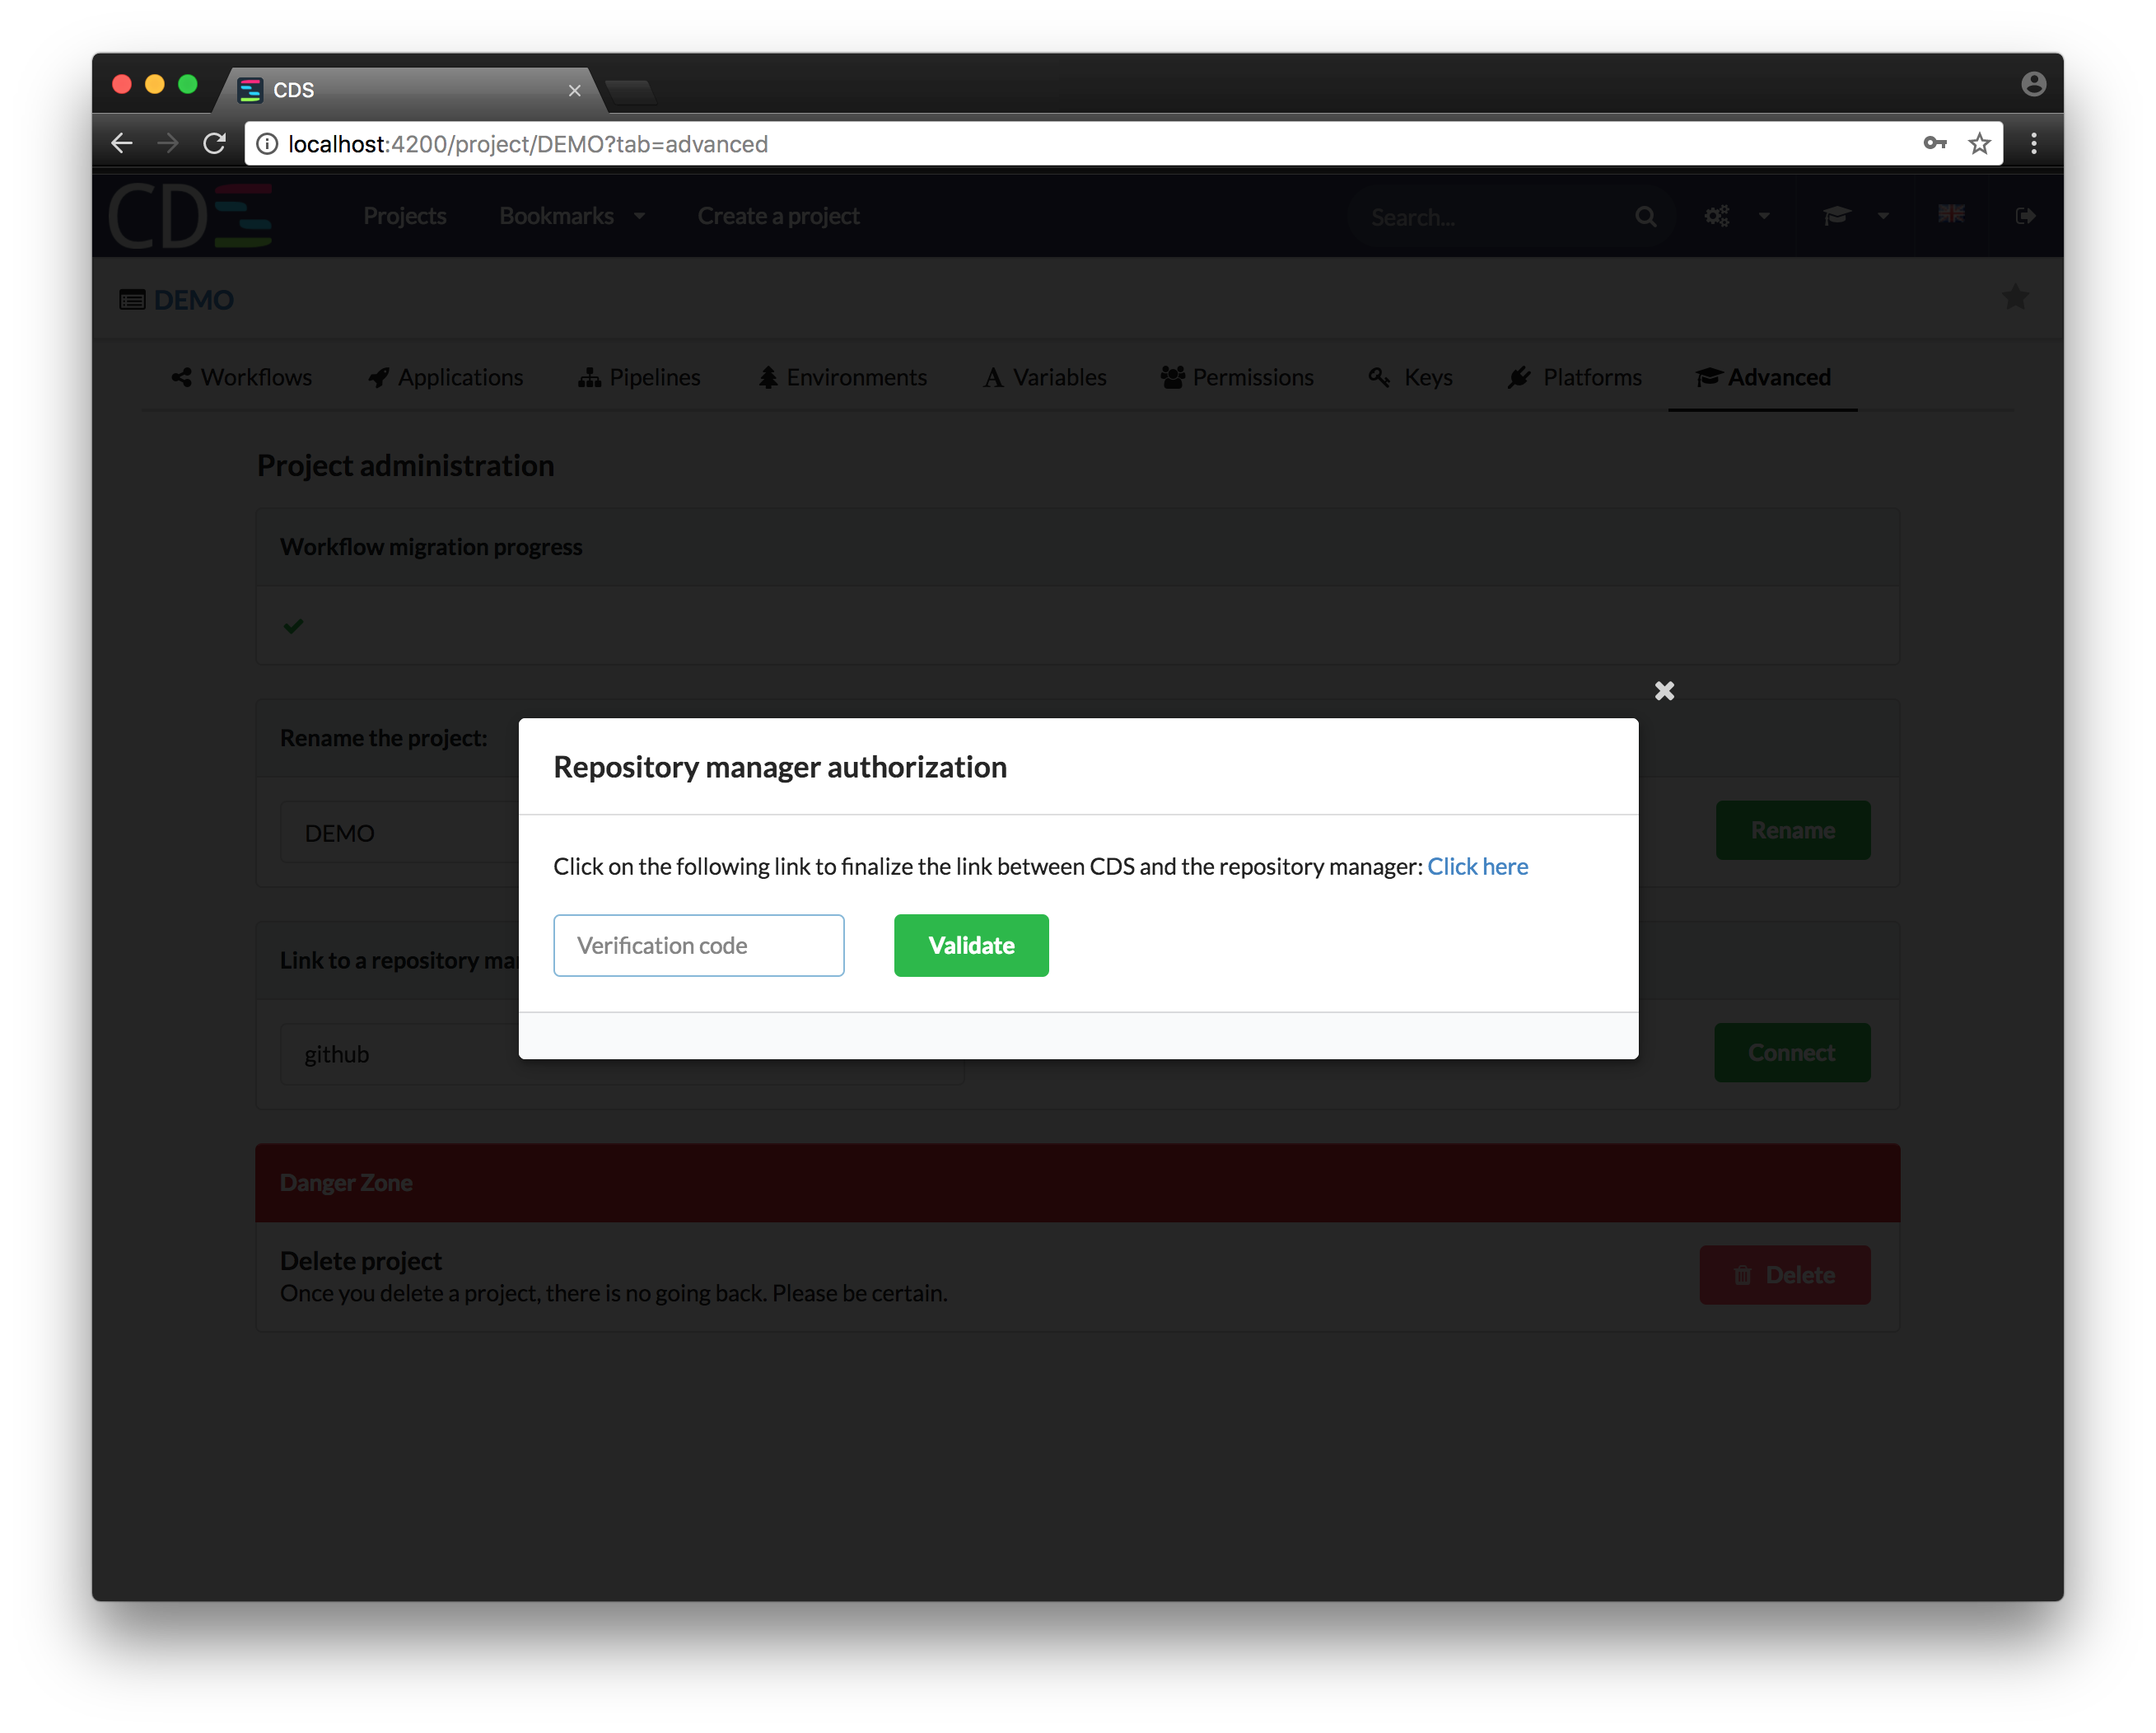 CDS
localhost:4200/project/DEMO?tab=advanced
CD
Projects Bookmarks Create a project Search...
DEMO
Workflows Applications Pipelines Environments Variables Permissions Keys Platforms Advanced
Project administration
Workflow migration progress
Rename the project:
DEMO
Rename
Repository manager authorization
Click on the following link to finalize the link between CDS and the repository manager: Click here
Verification code Validate
Link to a repository
github
Connect
Danger Zone
Delete project
Once you delete a project, there is no going back. Please be certain.
Delete